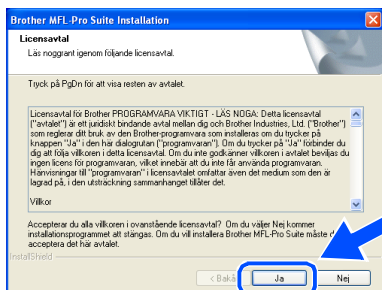 Brother MFL-Pro Suite Installation
Licensavtal
Läs noggrant igenom följande licensavtal.
Tryck på PgDn för att visa resten av avtalet.
Licensavtal för Brother PROGRAMVARA VIKTIGT - LÄS NOGA: Detta licensavtal
("avtalet") är ett juridiskt bindande avtal mellan dig och Brother Industries, Ltd. ("Brother")
som reglerar ditt bruk av den Brother-programvara som installeras om du trycker på
knappen "Ja" i den här dialogrutan ("programvaran"). Om du trycker på "Ja" förbinder du
dig att följa villkoren i detta licensavtal. Om du inte godkänner villkoren i avtalet beviljas du
ingen licens för programvaran, vilket innebär att du inte får använda programvaran.
Hänvisningar till "programvaran" i licensavtalet omfattar även det medium som den är
lagrad på, i den utsträckning sammanhanget tillåter det.
Villkor
Accepterar du alla villkoren i ovanstående licensavtal? Om du väljer Nej kommer
installationsprogrammet att stängas. Om du vill installera Brother MFL-Pro Suite måste du
acceptera det här avtalet.
InstallShield
< Bakå
Ja
Nej